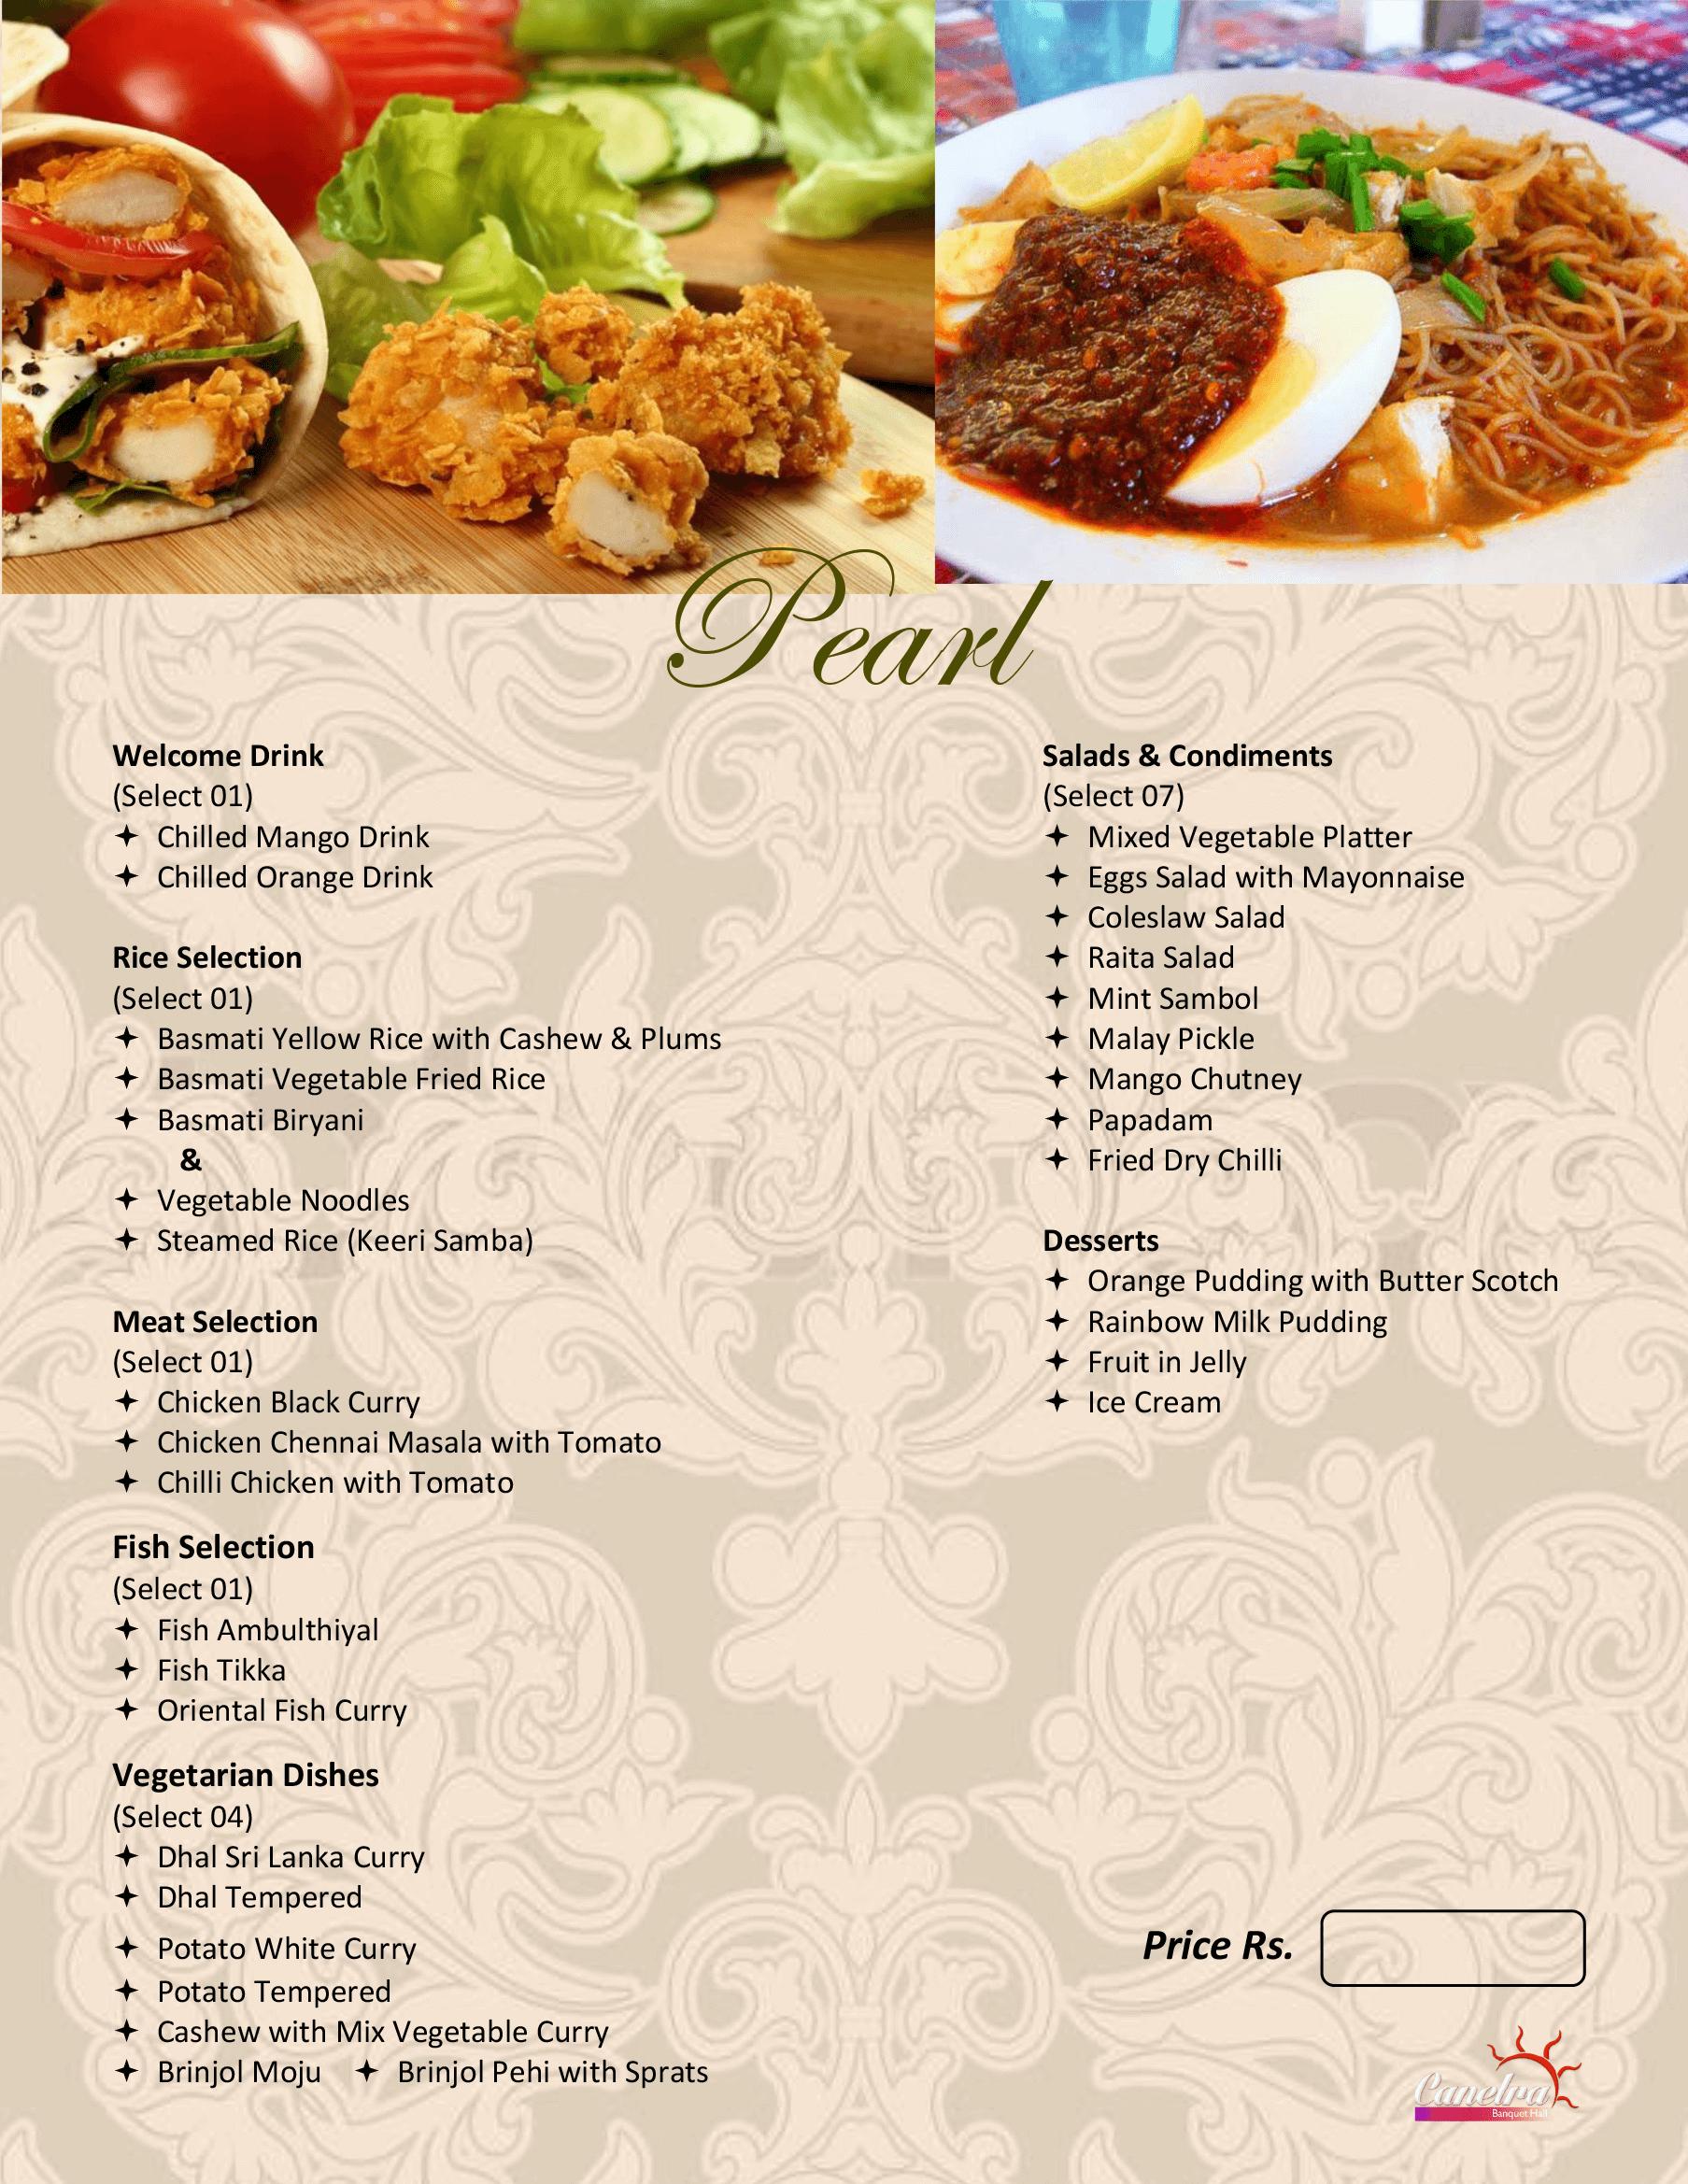 Pearl
Welcome Drink
(Select 01)
Chilled Mango Drink
Chilled Orange Drink
Rice Selection
(Select 01)
Basmati Yellow Rice with Cashew & Plums
Basmati Vegetable Fried Rice
Basmati Biryani
&
Vegetable Noodles
Steamed Rice (Keeri Samba)
Meat Selection
(Select 01)
Chicken Black Curry
Chicken Chennai Masala with Tomato
Chilli Chicken with Tomato
Fish Selection
(Select 01)
Fish Ambulthiyal
Fish Tikka
Oriental Fish Curry
Vegetarian Dishes
(Select 04)
Dhal Sri Lanka Curry
Dhal Tempered
Potato White Curry
Potato Tempered
Cashew with Mix Vegetable Curry
Brinjol Moju Brinjol Pehi with Sprats
Salads & Condiments
(Select 07)
Mixed Vegetable Platter
Eggs Salad with Mayonnaise
Coleslaw Salad
Raita Salad
Mint Sambol
Malay Pickle
Mango Chutney
Papadam
Fried Dry Chilli
Desserts
Orange Pudding with Butter Scotch
Rainbow Milk Pudding
Fruit in Jelly
Ice Cream
Price Rs.
Canelra
Banquet Hall